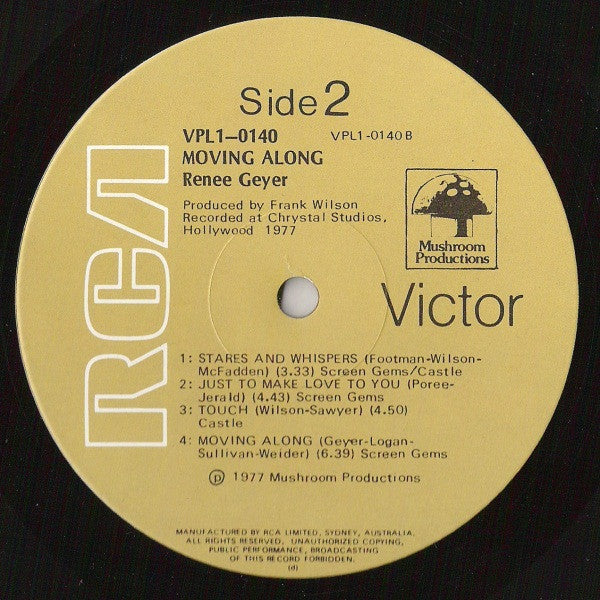 Side 2
VPL1-0140
VPL1-0140 B
MOVING ALONG
Renee Geyer
Produced by Frank Wilson
Recorded at Chrystal Studios,
Hollywood 1977
Mushroom
Productions
RCA
Victor
1: STARES AND WHISPERS (Footman-Wilson-
McFadden) (3.33) Screen Gems/Castle
2: JUST TO MAKE LOVE TO YOU (Poree-
Jerald) (4.43) Screen Gems
3: TOUCH (Wilson-Sawyer) (4.50)
Castle
4: MOVING ALONG (Geyer-Logan-
Sullivan-Weider) (6.39) Screen Gems
℗ 1977 Mushroom Productions
MANUFACTURED BY RCA LIMITED, SYDNEY, AUSTRALIA.
ALL RIGHTS RESERVED. UNAUTHORIZED COPYING,
PUBLIC PERFORMANCE, BROADCASTING
OF THIS RECORD FORBIDDEN.
(d)